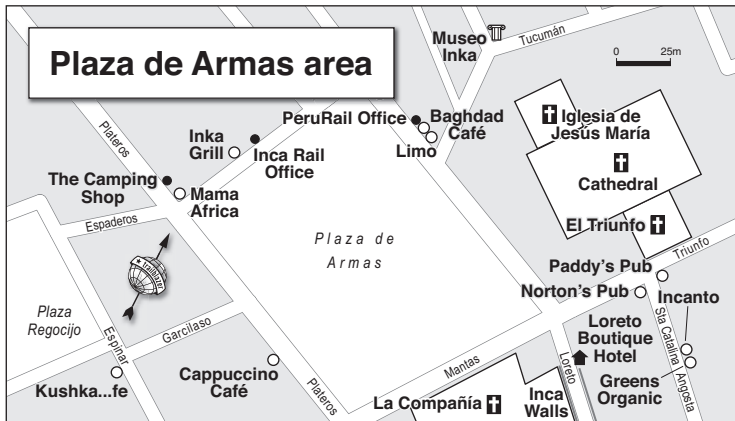 Plaza de Armas area
Museo
Inka
Tucumán
0 25m
Plateros
PeruRail Office
Baghdad
Café
Limo
Iglesia de
Jesús María
Cathedral
El Triunfo
Triunfo
Inka
Grill
Inca Rail
Office
The Camping
Shop
Mama
Africa
Espaderos
Plaza de
Armas
Trailblazer
Plaza
Regocijo
Espinar
Garcilaso
Kushka...fe
Cappuccino
Café
Plateros
Mantas
Paddy's Pub
Norton's Pub
Incanto
Loreto
Boutique
Hotel
Loreto
Sta Catalina Angosta
Greens
Organic
La Compañía
Inca
Walls